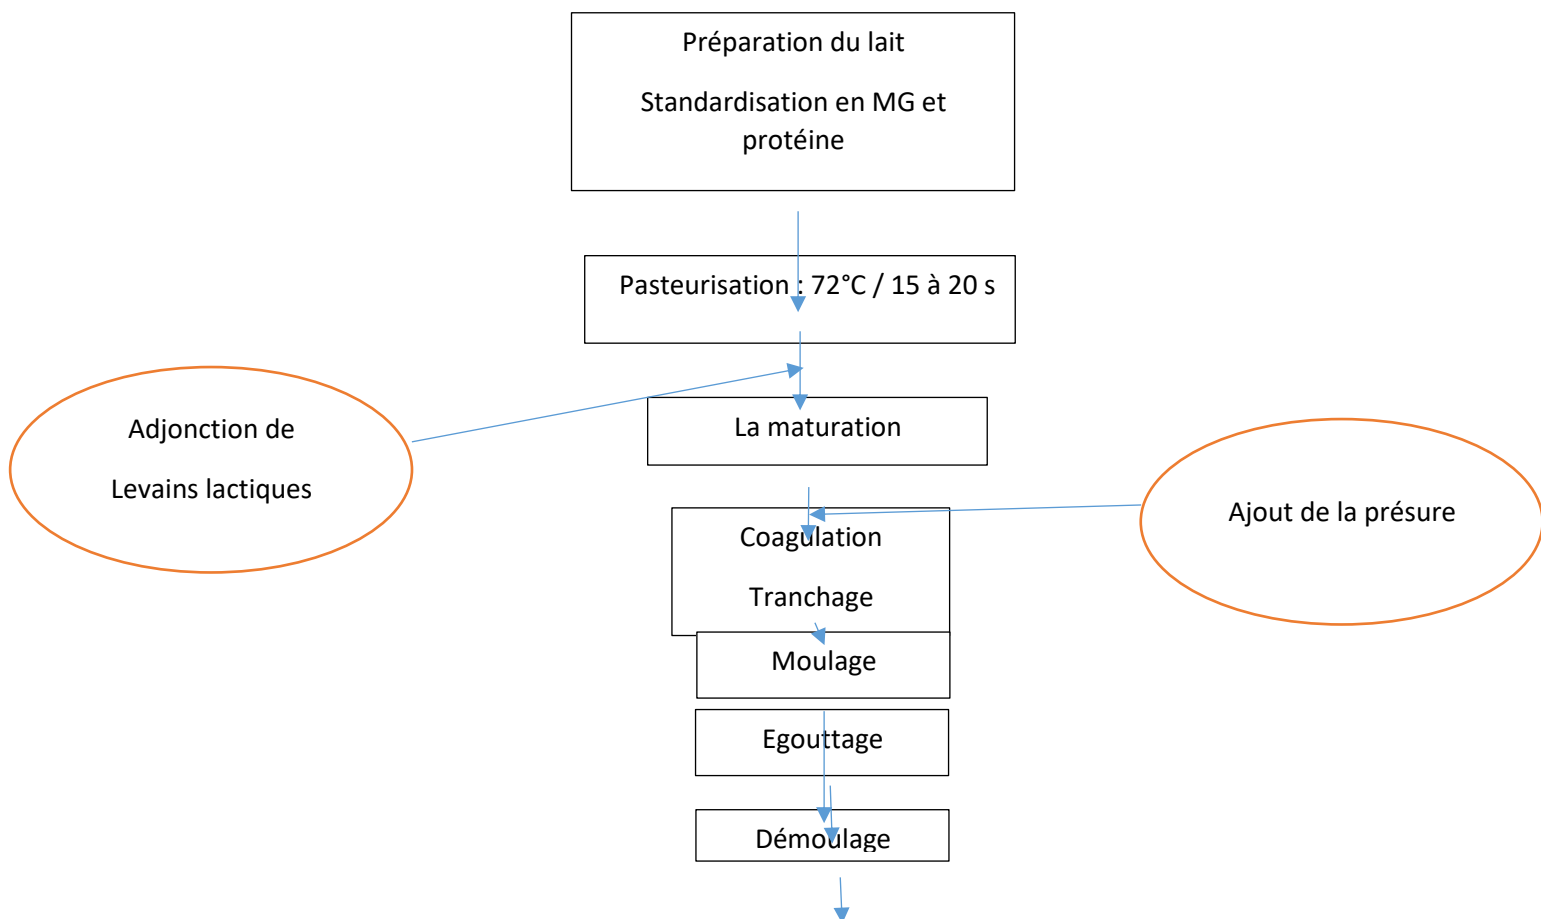 Préparation du lait
Standardisation en MG et
protéine
Pasteurisation : 72°C / 15 à 20 s
Adjonction de
Levains lactiques
La maturation
Ajout de la présure
Coagulation
Tranchage
Moulage
Egouttage
Démoulage